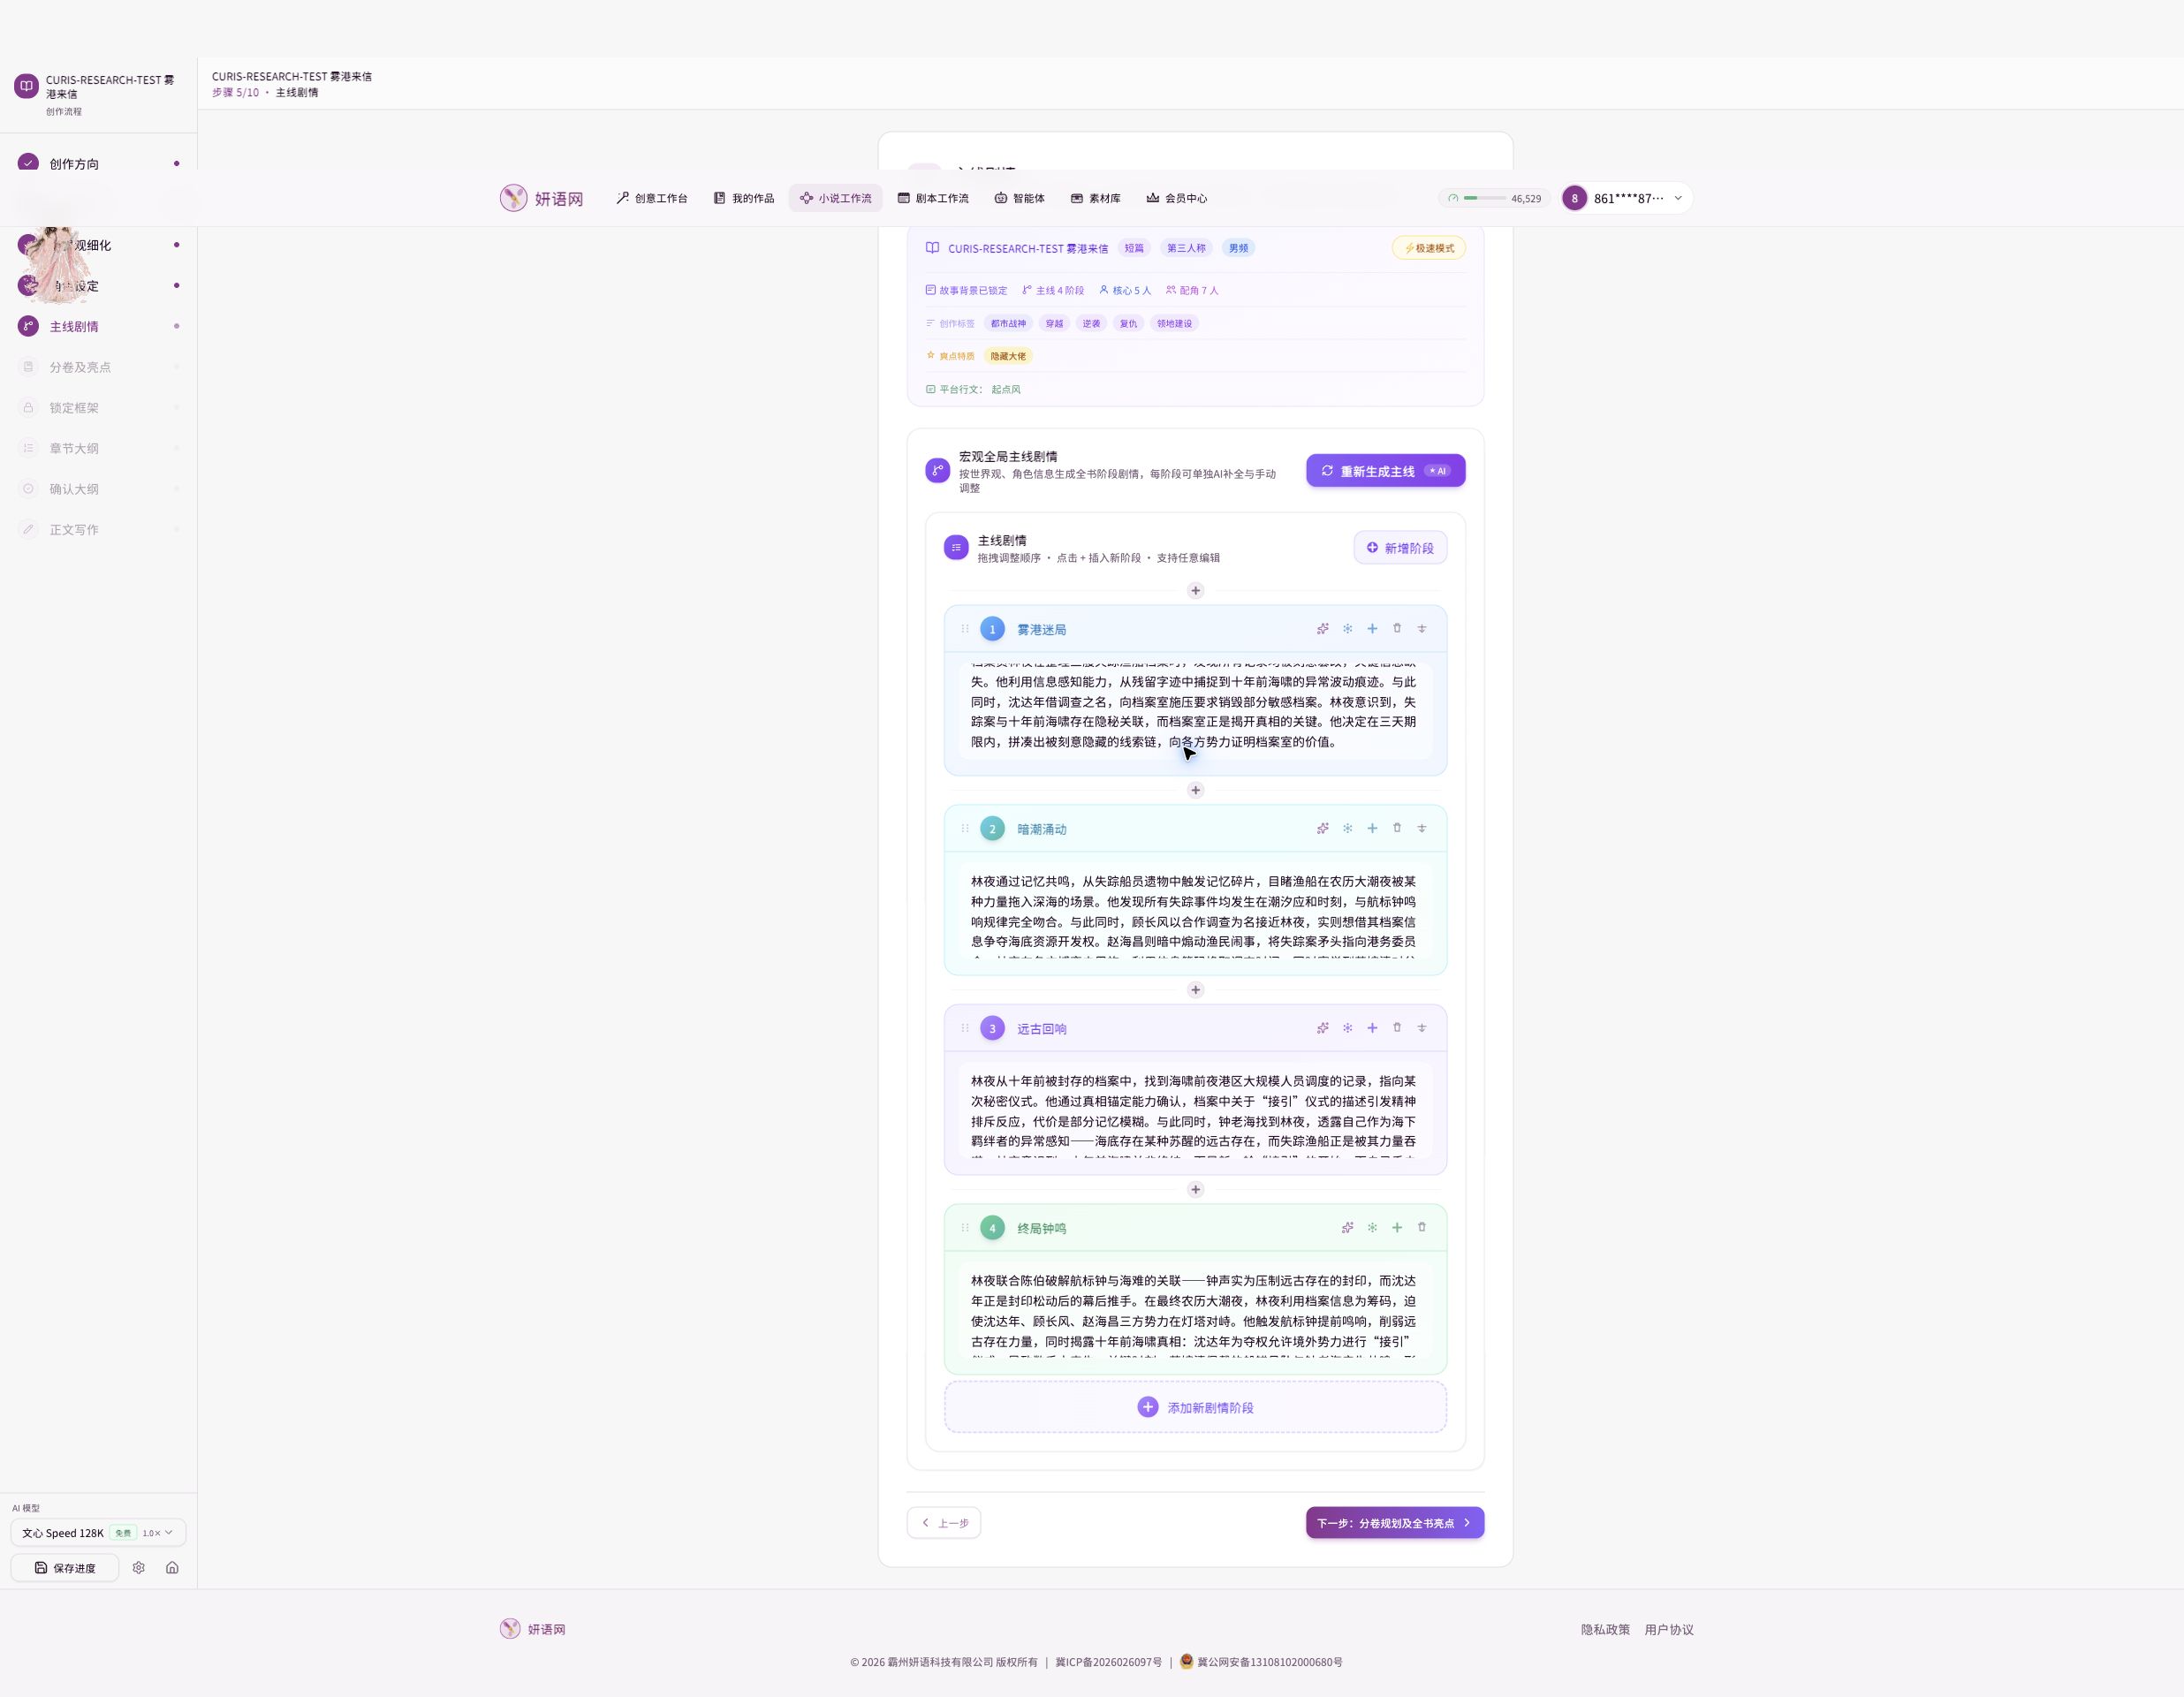 CURIS-RESEARCH-TEST 雾
港来信
创作流程
CURIS-RESEARCH-TEST 雾港来信
步骤 5/10 · 主线剧情
创作方向
妍语网
创意工作台
我的作品
小说工作流
剧本工作流
智能体
素材库
会员中心
46,529
8
861****87···
观细化
设定
主线剧情
分卷及亮点
锁定框架
章节大纲
确认大纲
正文写作
CURIS-RESEARCH-TEST 雾港来信 短篇 第三人称 男频 ⚡极速模式
故事背景已锁定 主线 4 阶段 核心 5 人 配角 7 人
创作标签 都市战神 穿越 逆袭 复仇 领地建设
爽点特质 隐藏大佬
平台行文： 起点风
宏观全局主线剧情
按世界观、角色信息生成全书阶段剧情，每阶段可单独AI补全与手动
调整
重新生成主线 AI
主线剧情
拖拽调整顺序 · 点击 + 插入新阶段 · 支持任意编辑
新增阶段
1 雾港迷局
失。他利用信息感知能力，从残留字迹中捕捉到十年前海啸的异常波动痕迹。与此
同时，沈达年借调查之名，向档案室施压要求销毁部分敏感档案。林夜意识到，失
踪案与十年前海啸存在隐秘关联，而档案室正是揭开真相的关键。他决定在三天期
限内，拼凑出被刻意隐藏的线索链，向各方势力证明档案室的价值。
2 暗潮涌动
林夜通过记忆共鸣，从失踪船员遗物中触发记忆碎片，目睹渔船在农历大潮夜被某
种力量拖入深海的场景。他发现所有失踪事件均发生在潮汐应和时刻，与航标钟鸣
响规律完全吻合。与此同时，顾长风以合作调查为名接近林夜，实则想借其档案信
息争夺海底资源开发权。赵海昌则暗中煽动渔民闹事，将失踪案矛头指向港务委员
3 远古回响
林夜从十年前被封存的档案中，找到海啸前夜港区大规模人员调度的记录，指向某
次秘密仪式。他通过真相锚定能力确认，档案中关于“接引”仪式的描述引发精神
排斥反应，代价是部分记忆模糊。与此同时，钟老海找到林夜，透露自己作为海下
羁绊者的异常感知——海底存在某种苏醒的远古存在，而失踪渔船正是被其力量吞
4 终局钟鸣
林夜联合陈伯破解航标钟与海难的关联——钟声实为压制远古存在的封印，而沈达
年正是封印松动后的幕后推手。在最终农历大潮夜，林夜利用档案信息为筹码，迫
使沈达年、顾长风、赵海昌三方势力在灯塔对峙。他触发航标钟提前鸣响，削弱远
古存在力量，同时揭露十年前海啸真相：沈达年为夺权允许境外势力进行“接引”
添加新剧情阶段
上一步
下一步：分卷规划及全书亮点
AI 模型
文心 Speed 128K 免费 1.0×
保存进度
妍语网
隐私政策 用户协议
© 2026 霸州妍语科技有限公司 版权所有 | 冀ICP备2026026097号 | 冀公网安备13108102000680号